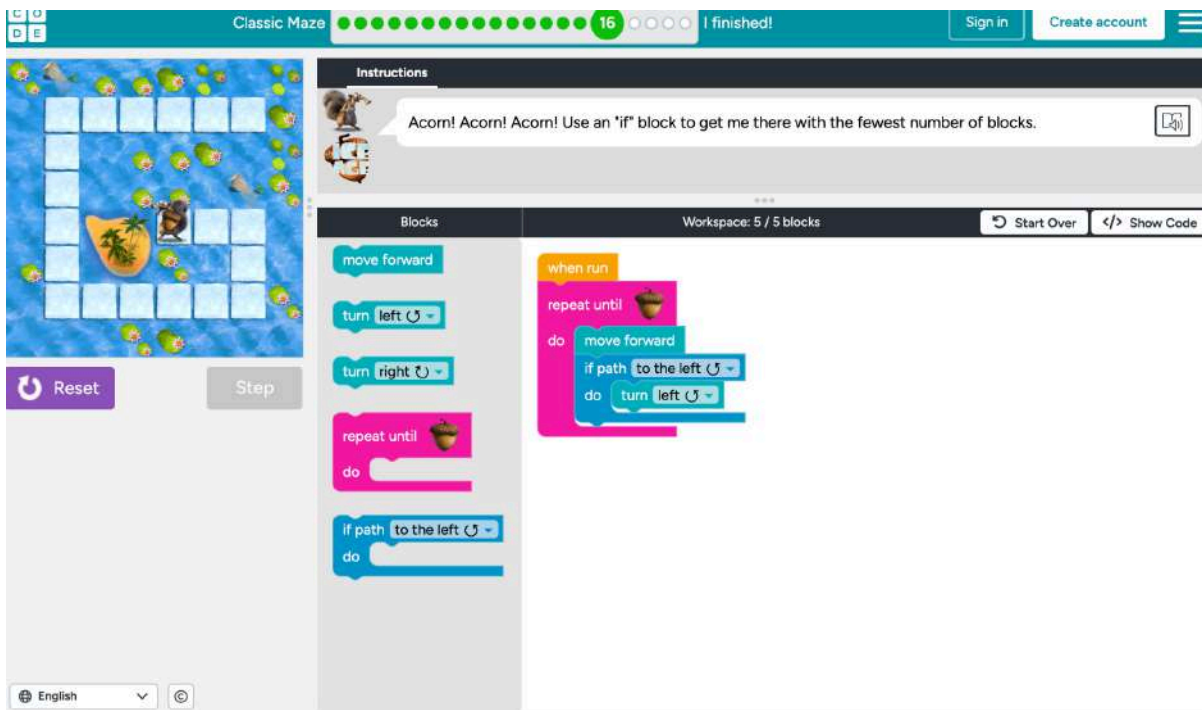 CODE
Classic Maze 16 I finished! Sign in Create account
Instructions
Acorn! Acorn! Acorn! Use an "if" block to get me there with the fewest number of blocks.
ICE AGE
Blocks Workspace: 5 / 5 blocks Start Over </> Show Code
move forward
turn left
turn right
repeat until
do
if path to the left
do
when run
repeat until
do move forward
if path to the left
do turn left
Reset Step
English ©